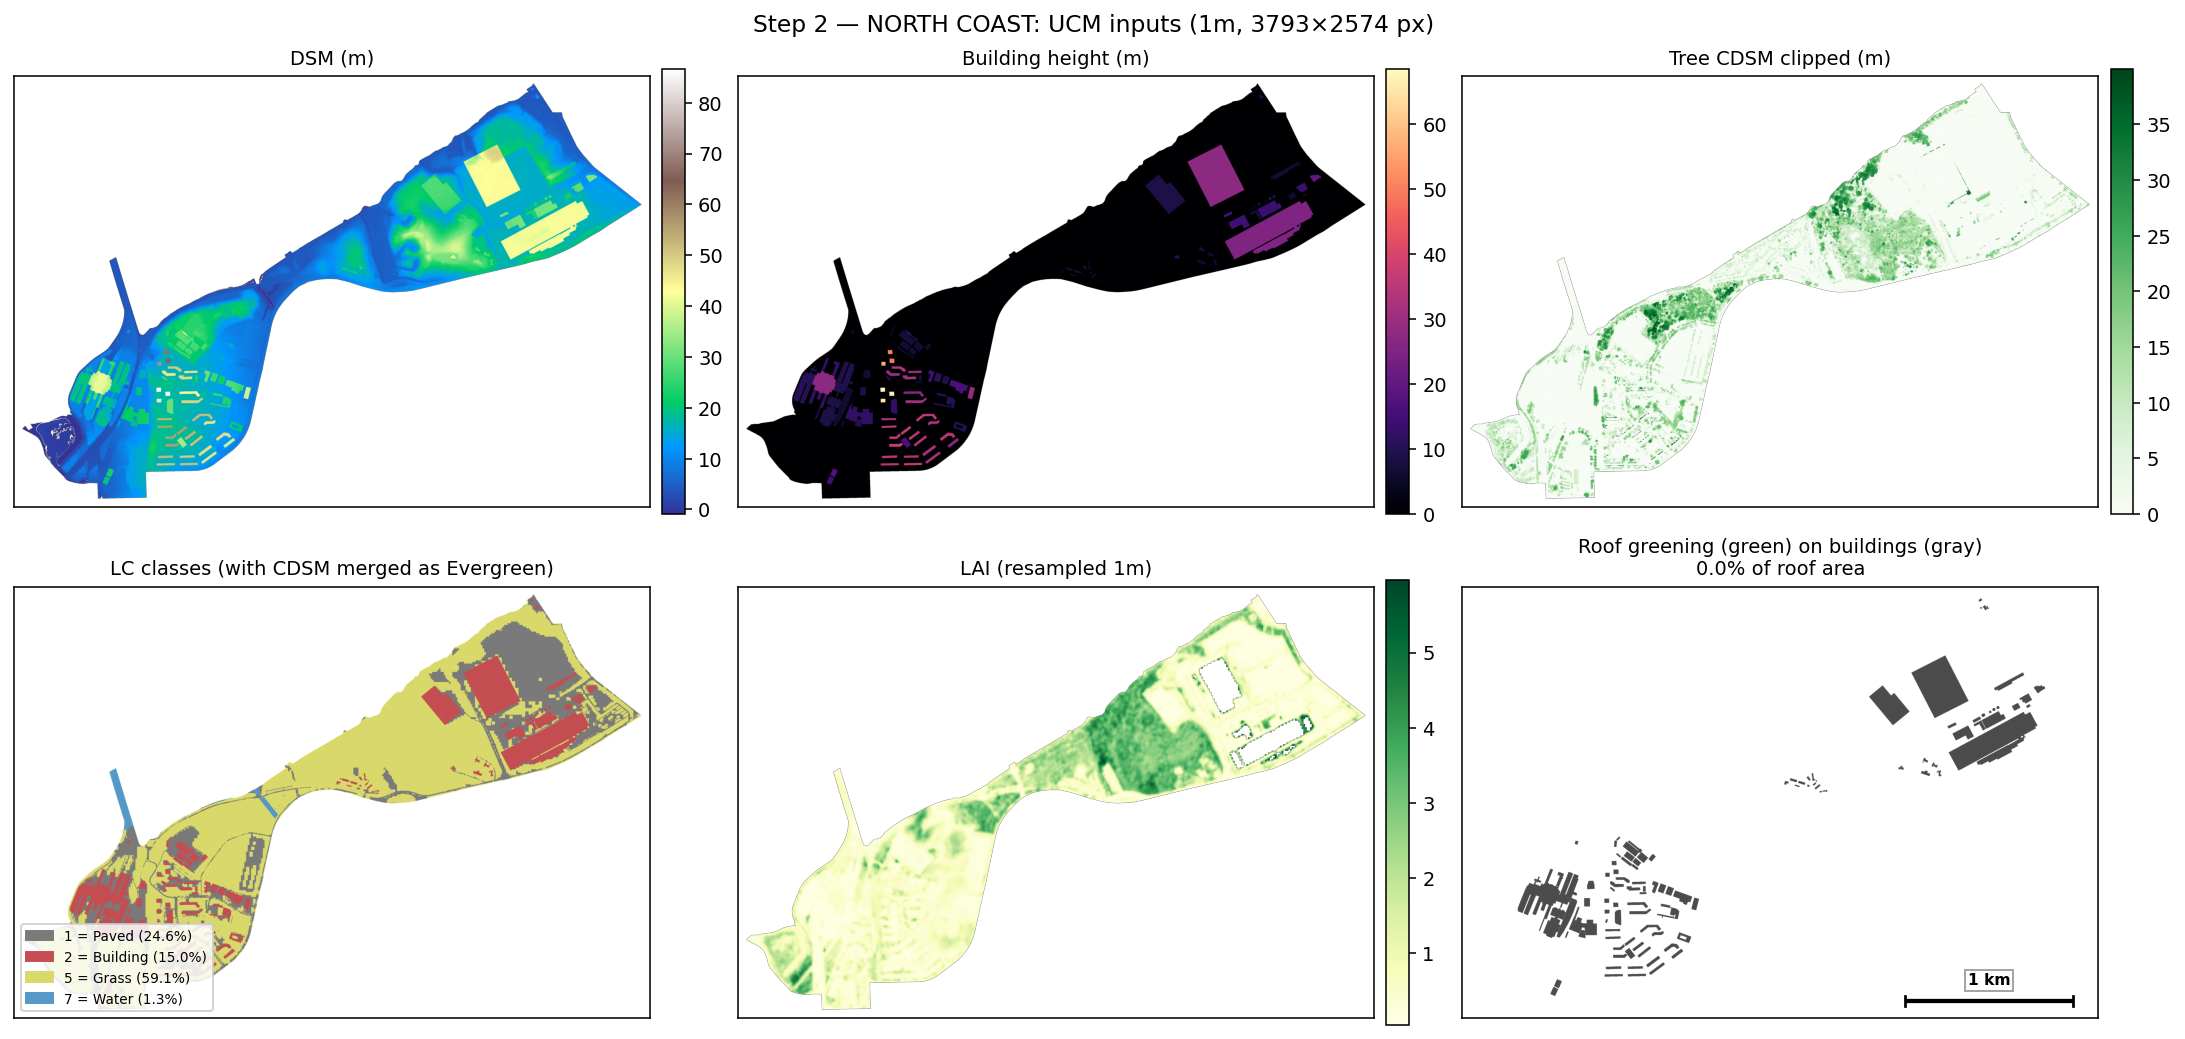 Step 2 — NORTH COAST: UCM inputs (1m, 3793×2574 px)
DSM (m)
80
70
60
50
40
30
20
10
0
Building height (m)
60
50
40
30
20
10
0
Tree CDSM clipped (m)
35
30
25
20
15
10
5
0
LC classes (with CDSM merged as Evergreen)
1 = Paved (24.6%)
2 = Building (15.0%)
5 = Grass (59.1%)
7 = Water (1.3%)
LAI (resampled 1m)
5
4
3
2
1
Roof greening (green) on buildings (gray)
0.0% of roof area
1 km